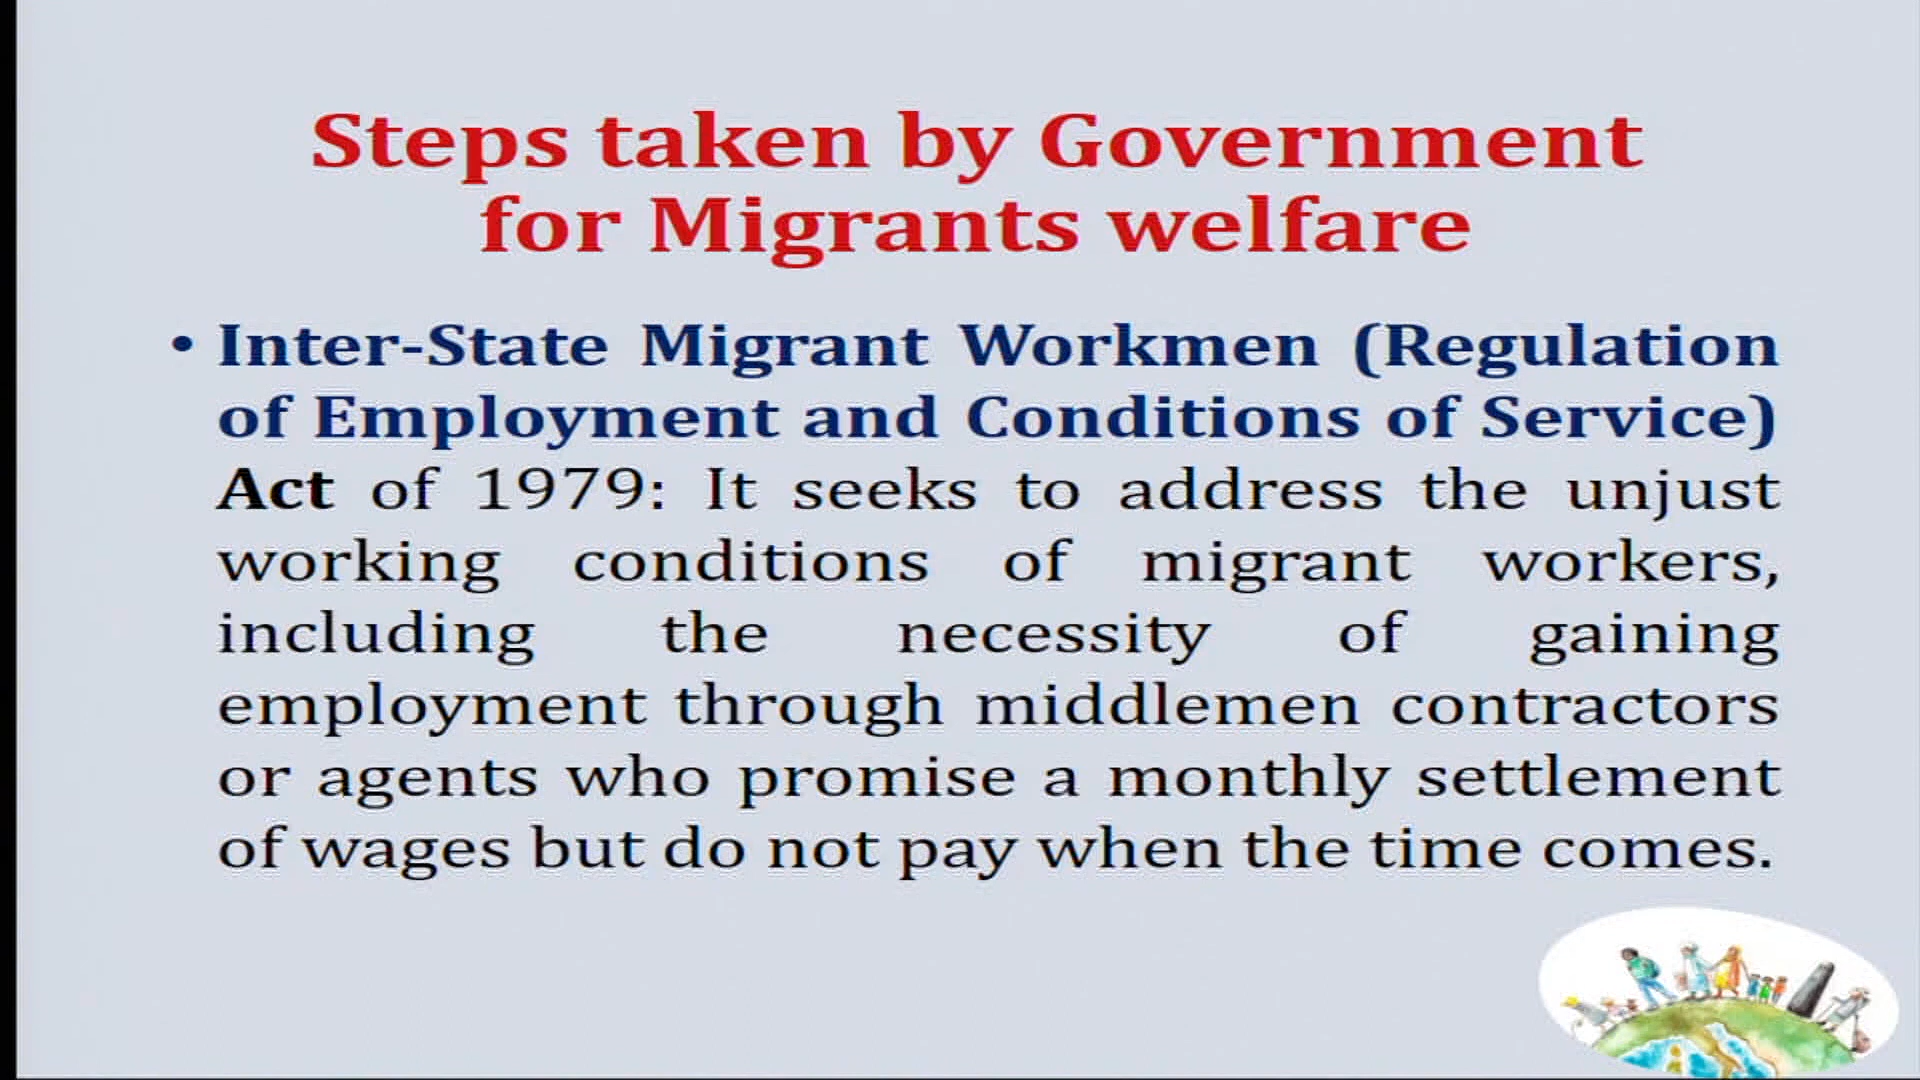 Steps taken by Government
for Migrants welfare
• Inter-State Migrant Workmen (Regulation
of Employment and Conditions of Service)
Act of 1979: It seeks to address the unjust
working conditions of migrant workers,
including the necessity of gaining
employment through middlemen contractors
or agents who promise a monthly settlement
of wages but do not pay when the time comes.